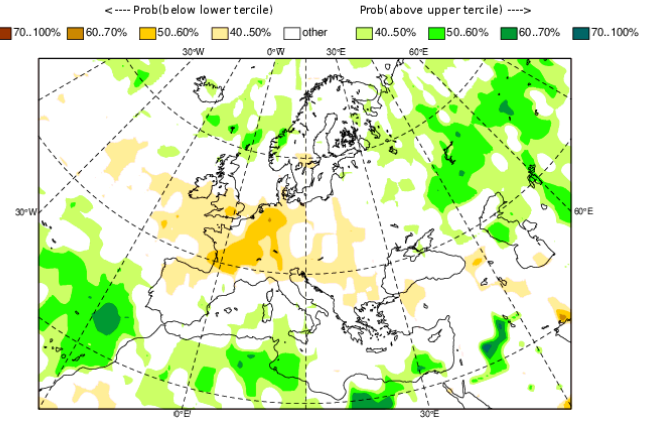 <---- Prob(below lower tercile) Prob(above upper tercile) ---->
70..100% 60..70% 50..60% 40..50% other 40..50% 50..60% 60..70% 70..100%
30°W 0°W 30°E 60°E
30°W 60°E
0°E 30°E